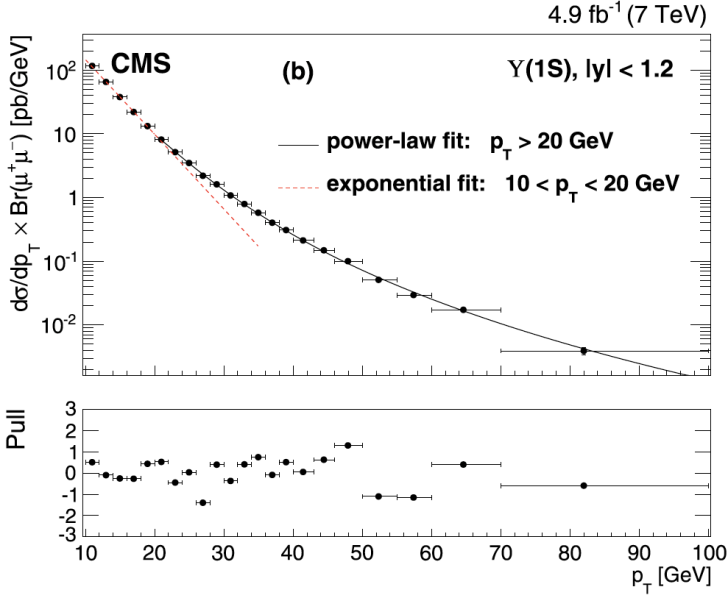 4.9 fb⁻¹ (7 TeV)
CMS (b) ϒ(1S), |y| < 1.2
power-law fit: p_T > 20 GeV
exponential fit: 10 < p_T < 20 GeV
dσ/dp_T × Br(μ⁺μ⁻) [pb/GeV]
10²
10
1
10⁻¹
10⁻²
Pull
3
2
1
0
-1
-2
-3
10 20 30 40 50 60 70 80 90 100
p_T [GeV]